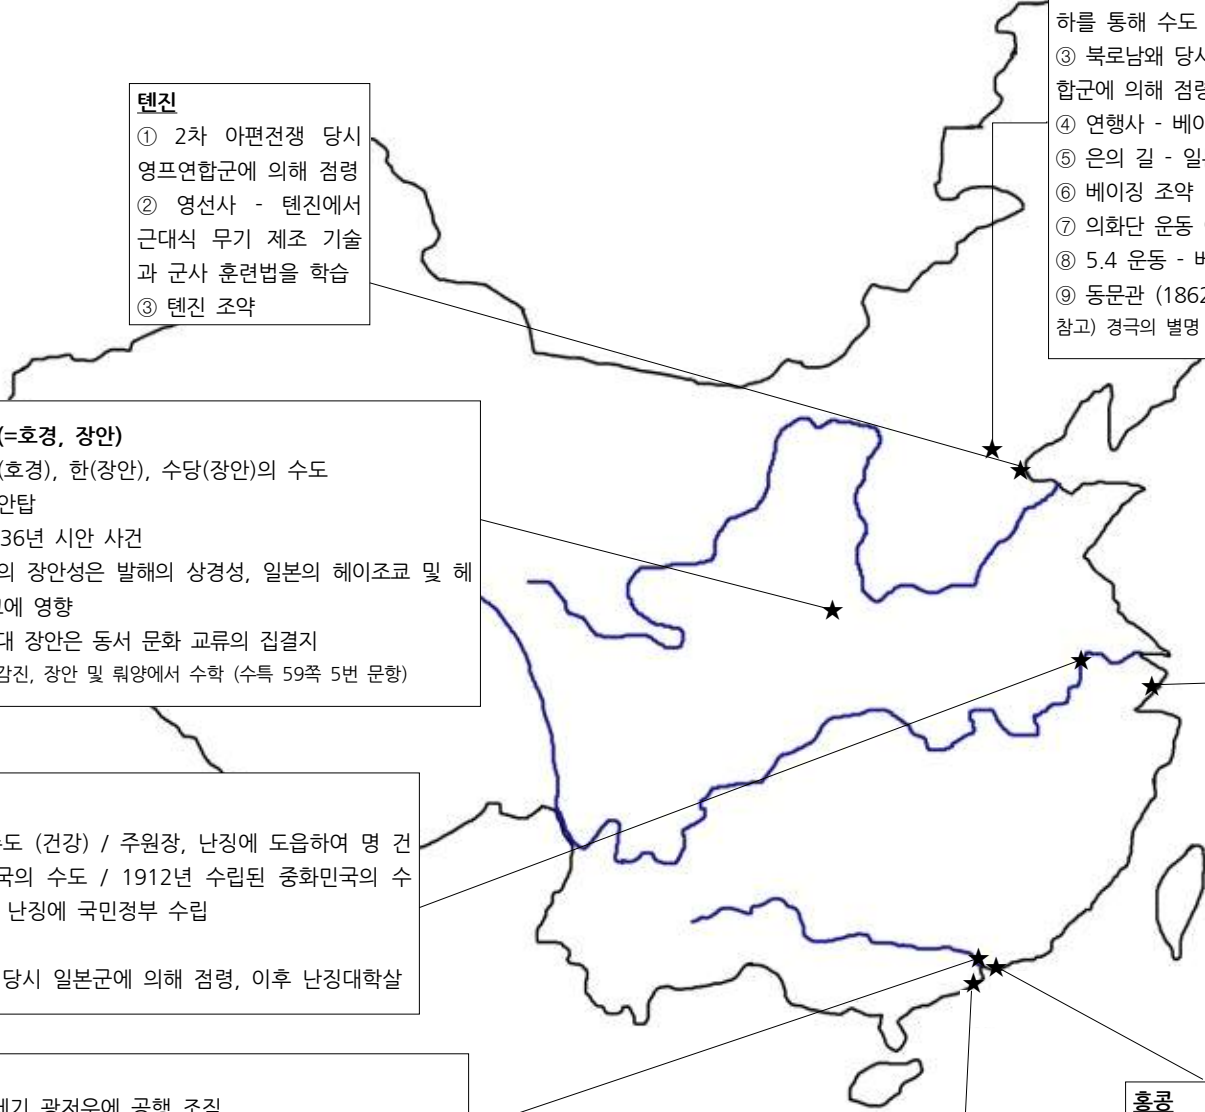 텐진
① 2차 아편전쟁 당시
영프연합군에 의해 점령
② 영선사 - 텐진에서
근대식 무기 제조 기술
과 군사 훈련법을 학습
③ 텐진 조약
하를 통해 수도
③ 북로남왜 당시
합군에 의해 점령
④ 연행사 - 베이
⑤ 은의 길 - 일
⑥ 베이징 조약
⑦ 의화단 운동
⑧ 5.4 운동 -
⑨ 동문관 (1862
참고) 경극의 별명
(=호경, 장안)
(호경), 한(장안), 수당(장안)의 수도
안탑
36년 시안 사건
의 장안성은 발해의 상경성, 일본의 헤이조쿄 및 헤
에 영향
대 장안은 동서 문화 교류의 집결지
감진, 장안 및 뤄양에서 수학 (수특 59쪽 5번 문항)
수도 (건강) / 주원장, 난징에 도읍하여 명 건
국의 수도 / 1912년 수립된 중화민국의 수
난징에 국민정부 수립
당시 일본군에 의해 점령, 이후 난징대학살
세기 광저우에 공행 조직
홍콩